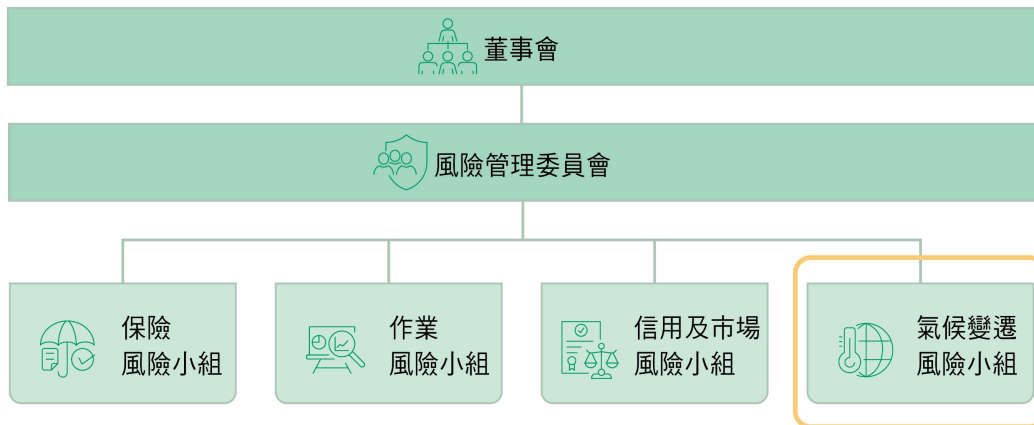 董事會
風險管理委員會
保險
風險小組
作業
風險小組
信用及市場
風險小組
氣候變遷
風險小組